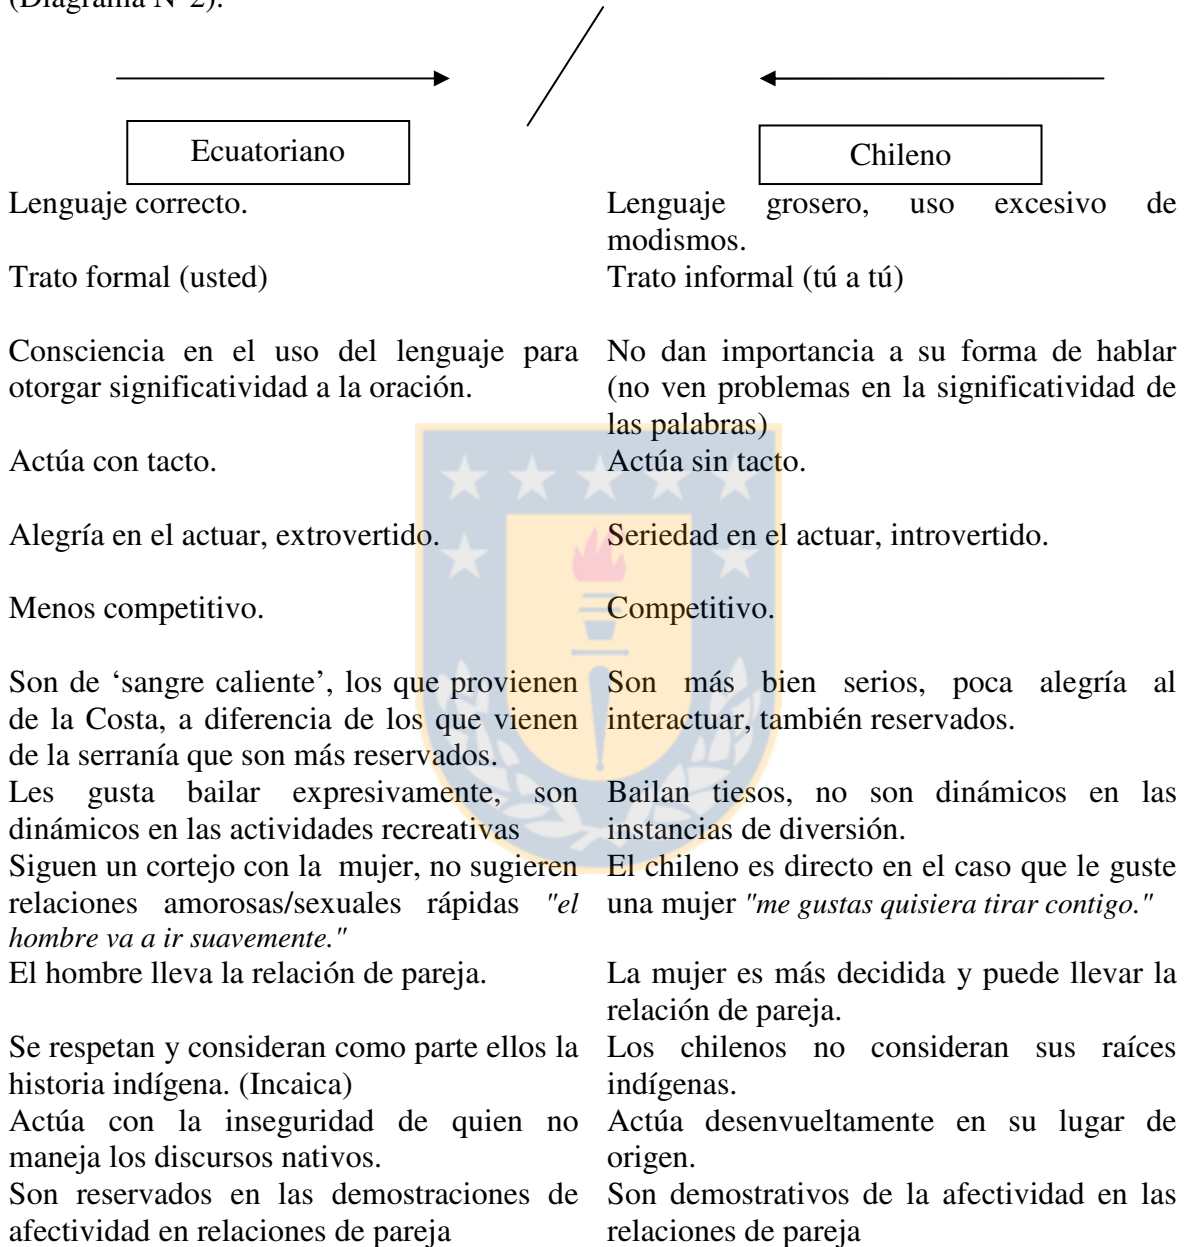 (Diagrama N°2).
Ecuatoriano
Chileno
Lenguaje correcto.
Lenguaje grosero, uso excesivo de
modismos.
Trato formal (usted)
Trato informal (tú a tú)
Consciencia en el uso del lenguaje para
otorgar significatividad a la oración.
No dan importancia a su forma de hablar
(no ven problemas en la significatividad de
las palabras)
Actúa con tacto.
Actúa sin tacto.
Alegría en el actuar, extrovertido.
Seriedad en el actuar, introvertido.
Menos competitivo.
Competitivo.
Son de ‘sangre caliente’, los que provienen
de la Costa, a diferencia de los que vienen
de la serranía que son más reservados.
Son más bien serios, poca alegría al
interactuar, también reservados.
Les gusta bailar expresivamente, son
dinámicos en las actividades recreativas
Bailan tiesos, no son dinámicos en las
instancias de diversión.
Siguen un cortejo con la mujer, no sugieren
relaciones amorosas/sexuales rápidas "el
hombre va a ir suavemente."
El chileno es directo en el caso que le guste
una mujer "me gustas quisiera tirar contigo."
El hombre lleva la relación de pareja.
La mujer es más decidida y puede llevar la
relación de pareja.
Se respetan y consideran como parte ellos la
historia indígena. (Incaica)
Los chilenos no consideran sus raíces
indígenas.
Actúa con la inseguridad de quien no
maneja los discursos nativos.
Actúa desenvueltamente en su lugar de
origen.
Son reservados en las demostraciones de
afectividad en relaciones de pareja
Son demostrativos de la afectividad en las
relaciones de pareja